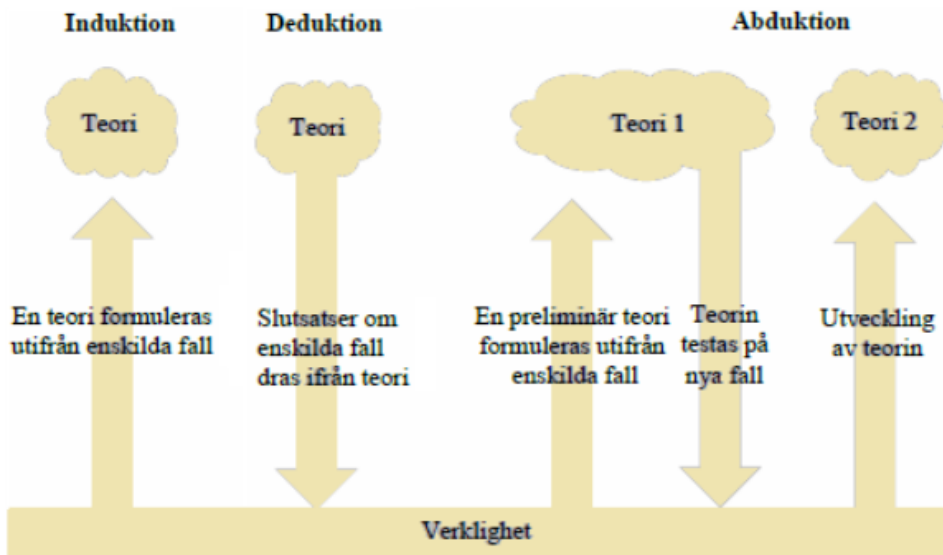 Induktion
Deduktion
Abduktion
Teori
Teori
Teori 1
Teori 2
En teori formuleras
utifrån enskilda fall
Slutsatser om
enskilda fall
dras ifrån teori
En preliminär teori
formuleras utifrån
enskilda fall
Teorin
testas på
nya fall
Utveckling
av teorin
Verklighet